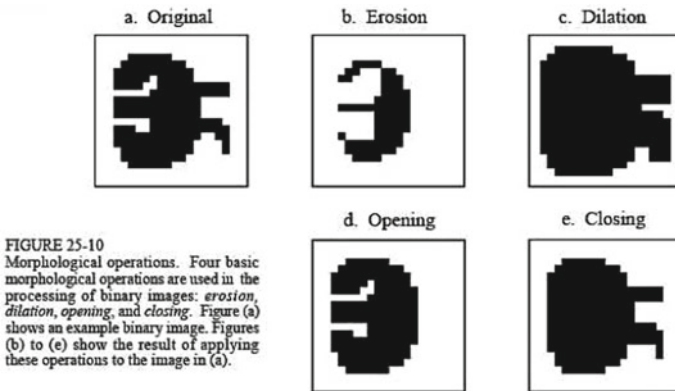 a. Original
b. Erosion
c. Dilation
d. Opening
e. Closing
FIGURE 25-10
Morphological operations. Four basic
morphological operations are used in the
processing of binary images: erosion,
dilation, opening, and closing. Figure (a)
shows an example binary image. Figures
(b) to (e) show the result of applying
these operations to the image in (a).